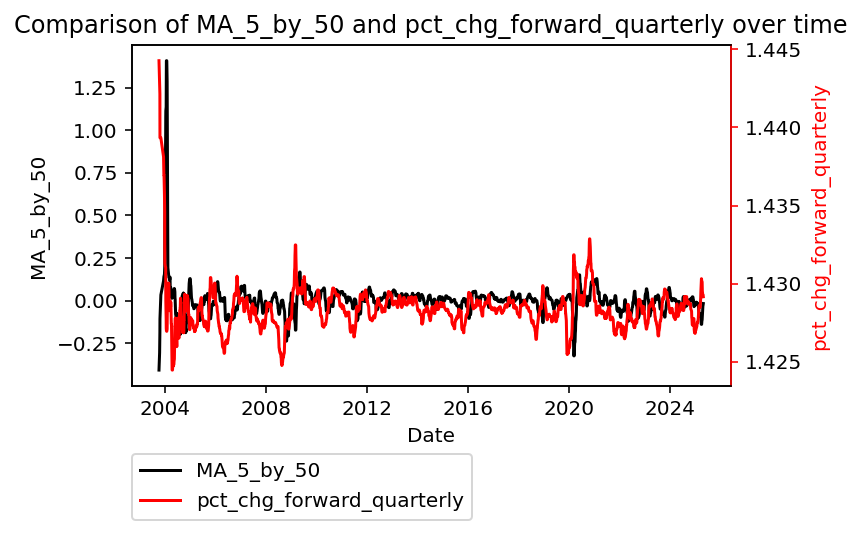 Comparison of MA_5_by_50 and pct_chg_forward_quarterly over time
MA_5_by_50
1.25
1.00
0.75
0.50
0.25
0.00
−0.25
1.445
1.440
1.435
1.430
1.425
pct_chg_forward_quarterly
2004 2008 2012 2016 2020 2024
Date
MA_5_by_50
pct_chg_forward_quarterly